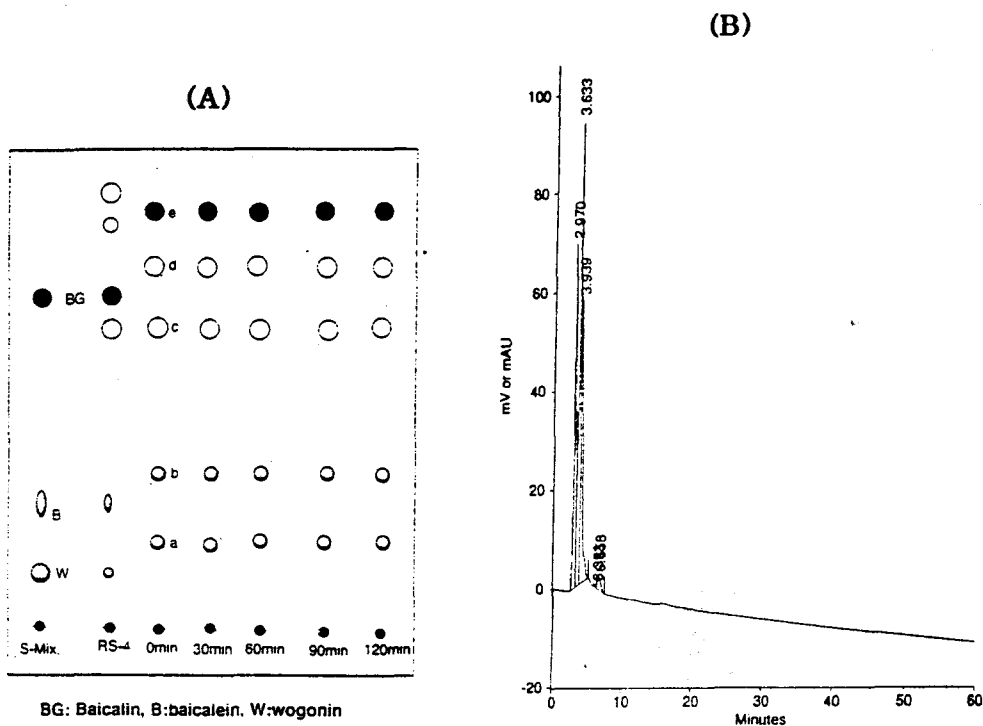 (A)
e
d
BG
c
b
B
a
W
S-Mix. RS-4 0min 30min 60min 90min 120min
BG: Baicalin, B:baicalein, W:wogonin
(B)
mV or mAU
100
80
60
40
20
0
-20
3.633
2.970
3.939
0 10 20 30 40 50 60
Minutes